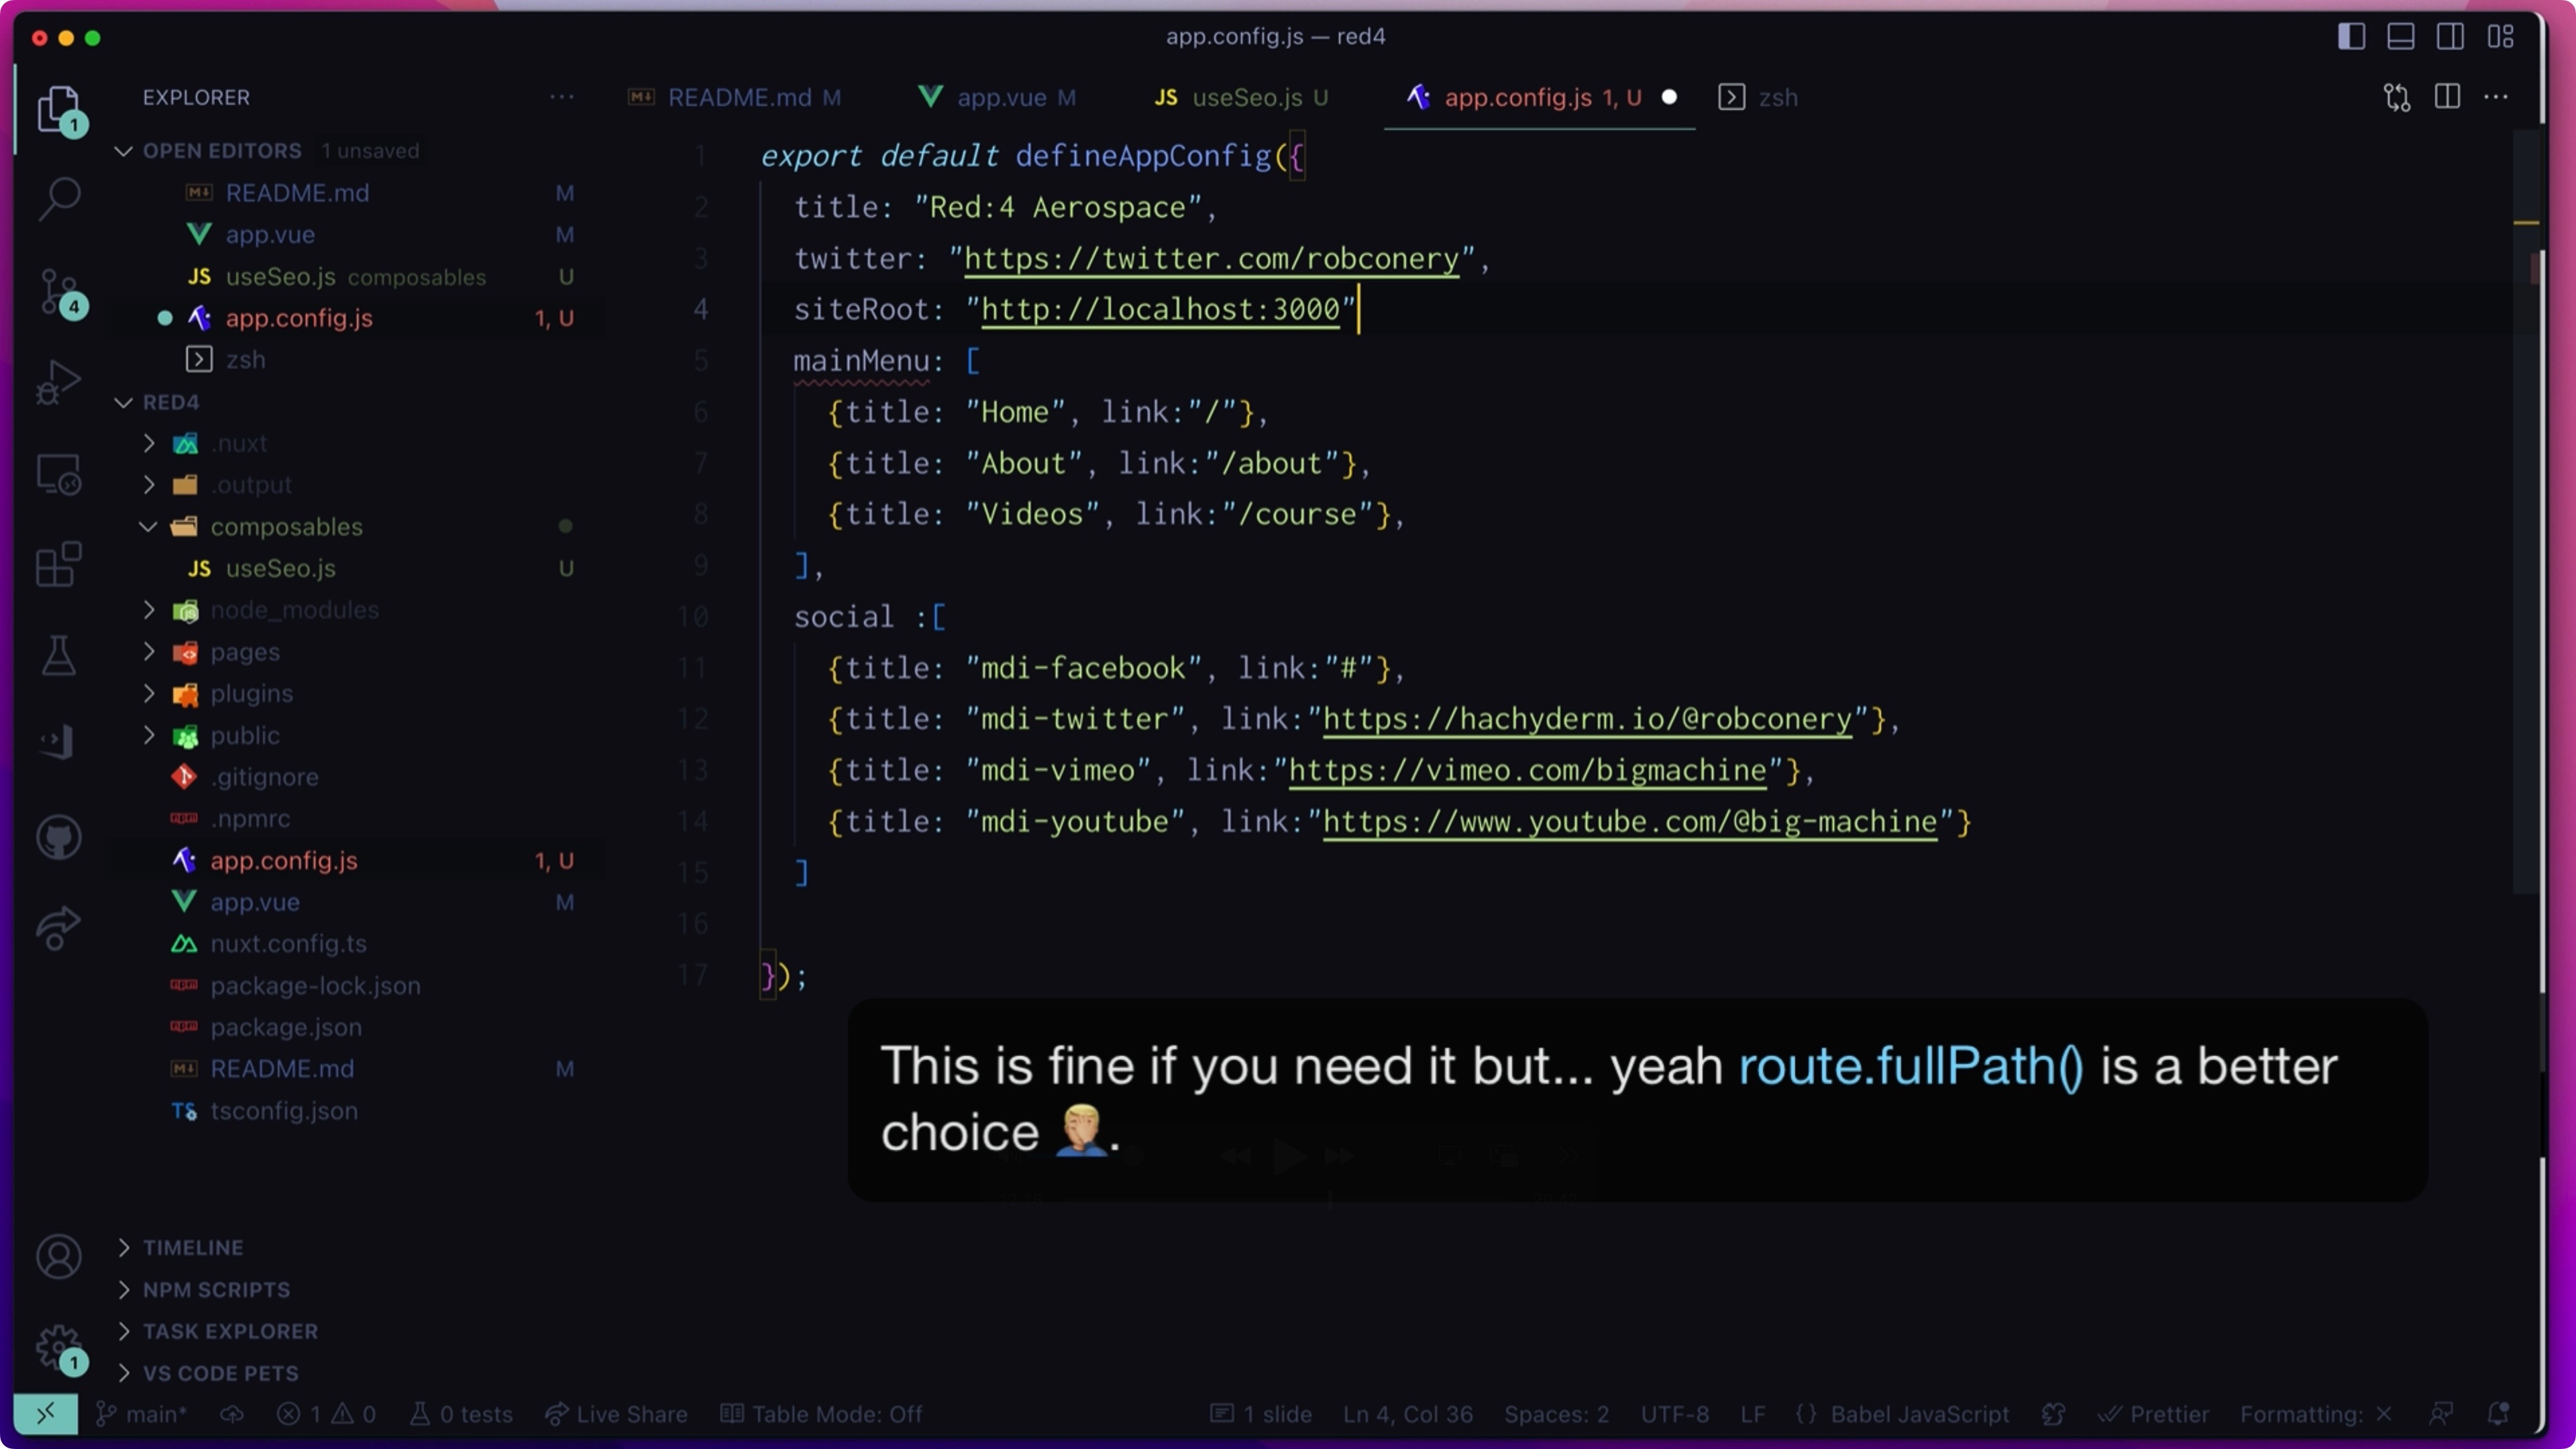 app.config.js — red4
EXPLORER
README.md M
app.vue M
JS useSeo.js U
app.config.js 1, U
zsh
OPEN EDITORS 1 unsaved
README.md M
app.vue M
JS useSeo.js composables U
app.config.js 1, U
zsh
RED4
.nuxt
.output
composables
JS useSeo.js U
node_modules
pages
plugins
public
.gitignore
.npmrc
app.config.js 1, U
app.vue M
nuxt.config.ts
package-lock.json
package.json
README.md M
TS tsconfig.json
TIMELINE
NPM SCRIPTS
TASK EXPLORER
VS CODE PETS
1
4
1
1 export default defineAppConfig({
2 title: "Red:4 Aerospace",
3 twitter: "https://twitter.com/robconery",
4 siteRoot: "http://localhost:3000"
5 mainMenu: [
6 {title: "Home", link:"/"},
7 {title: "About", link:"/about"},
8 {title: "Videos", link:"/course"},
9 ],
10 social :[
11 {title: "mdi-facebook", link:"#"},
12 {title: "mdi-twitter", link:"https://hachyderm.io/@robconery"},
13 {title: "mdi-vimeo", link:"https://vimeo.com/bigmachine"},
14 {title: "mdi-youtube", link:"https://www.youtube.com/@big-machine"}
15 ]
16
17 });
This is fine if you need it but... yeah route.fullPath() is a better
choice 🤦🏼‍♂️.
main* 1 0 0 tests Live Share Table Mode: Off 1 slide Ln 4, Col 36 Spaces: 2 UTF-8 LF {} Babel JavaScript Prettier Formatting: ✕